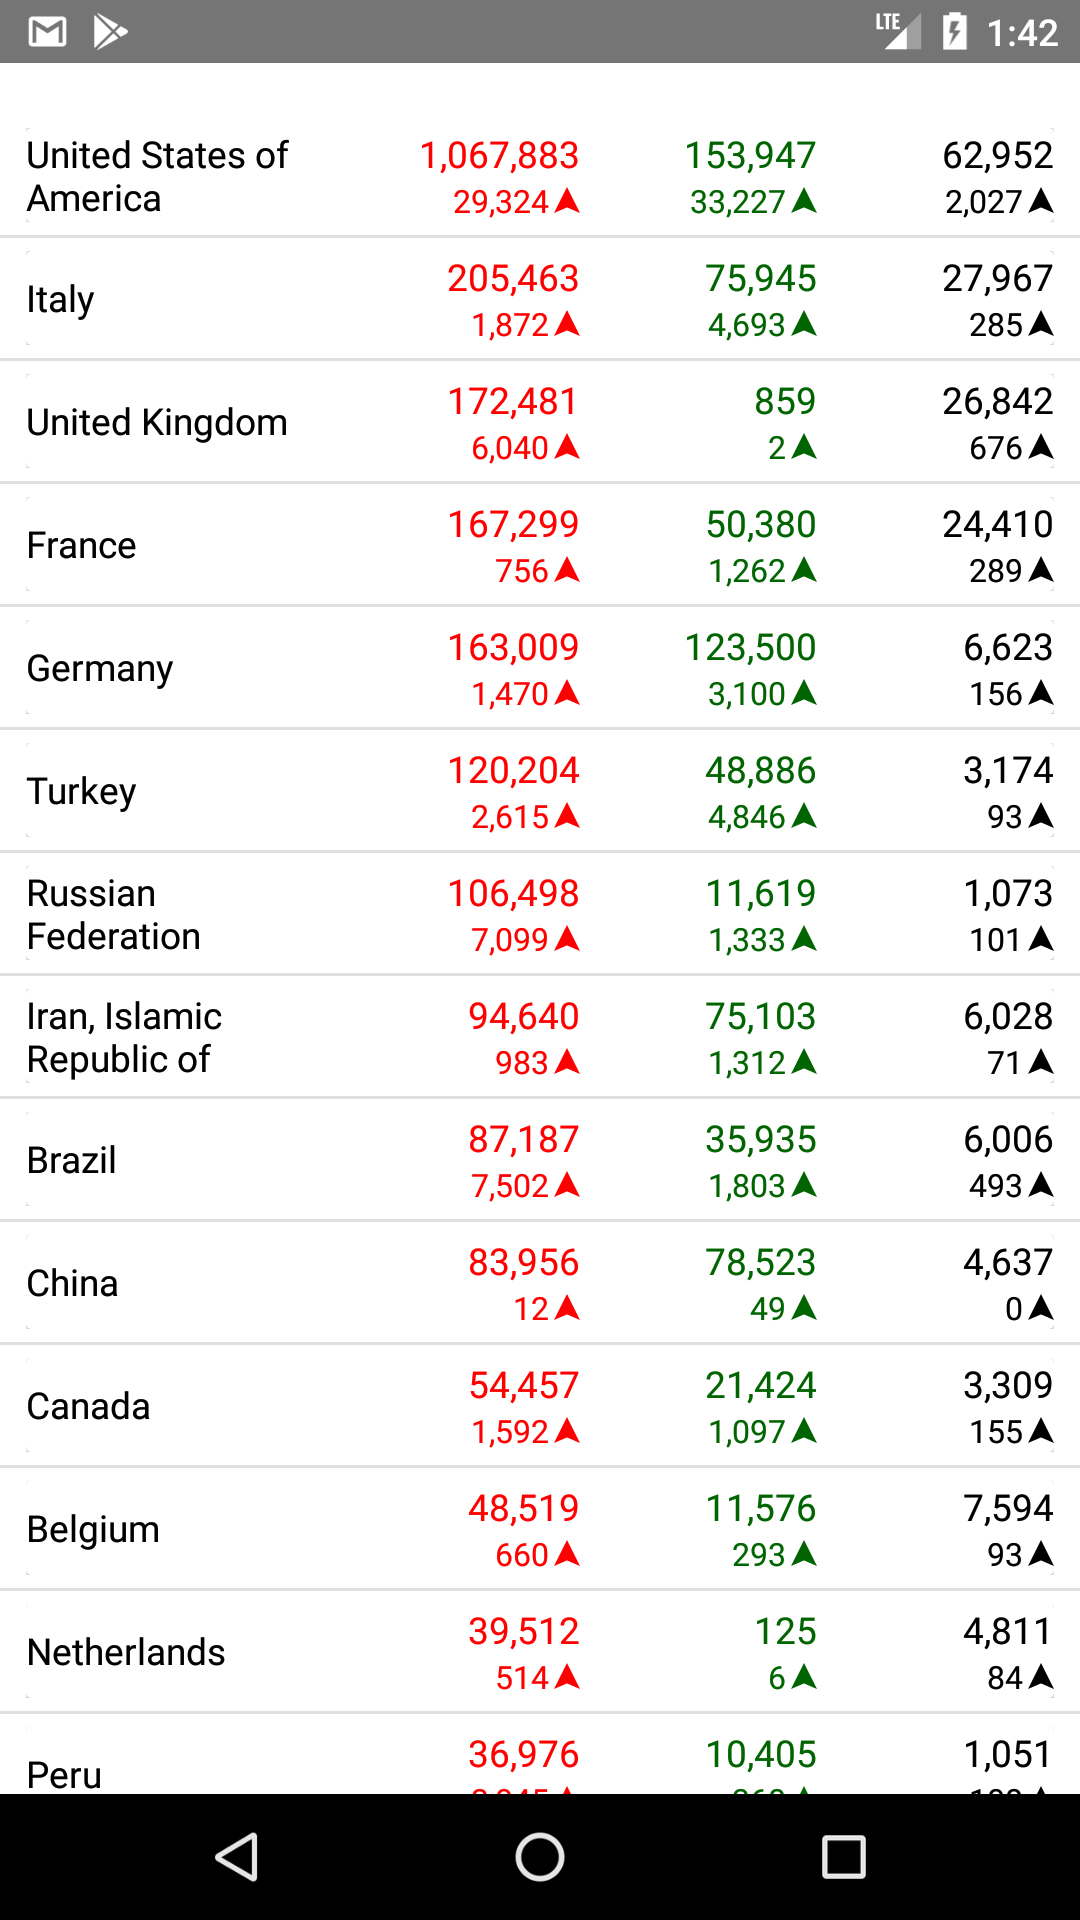 LTE 1:42
United States of America 1,067,883 153,947 62,952
29,324 33,227 2,027
Italy 205,463 75,945 27,967
1,872 4,693 285
United Kingdom 172,481 859 26,842
6,040 2 676
France 167,299 50,380 24,410
756 1,262 289
Germany 163,009 123,500 6,623
1,470 3,100 156
Turkey 120,204 48,886 3,174
2,615 4,846 93
Russian Federation 106,498 11,619 1,073
7,099 1,333 101
Iran, Islamic Republic of 94,640 75,103 6,028
983 1,312 71
Brazil 87,187 35,935 6,006
7,502 1,803 493
China 83,956 78,523 4,637
12 49 0
Canada 54,457 21,424 3,309
1,592 1,097 155
Belgium 48,519 11,576 7,594
660 293 93
Netherlands 39,512 125 4,811
514 6 84
Peru 36,976 10,405 1,051